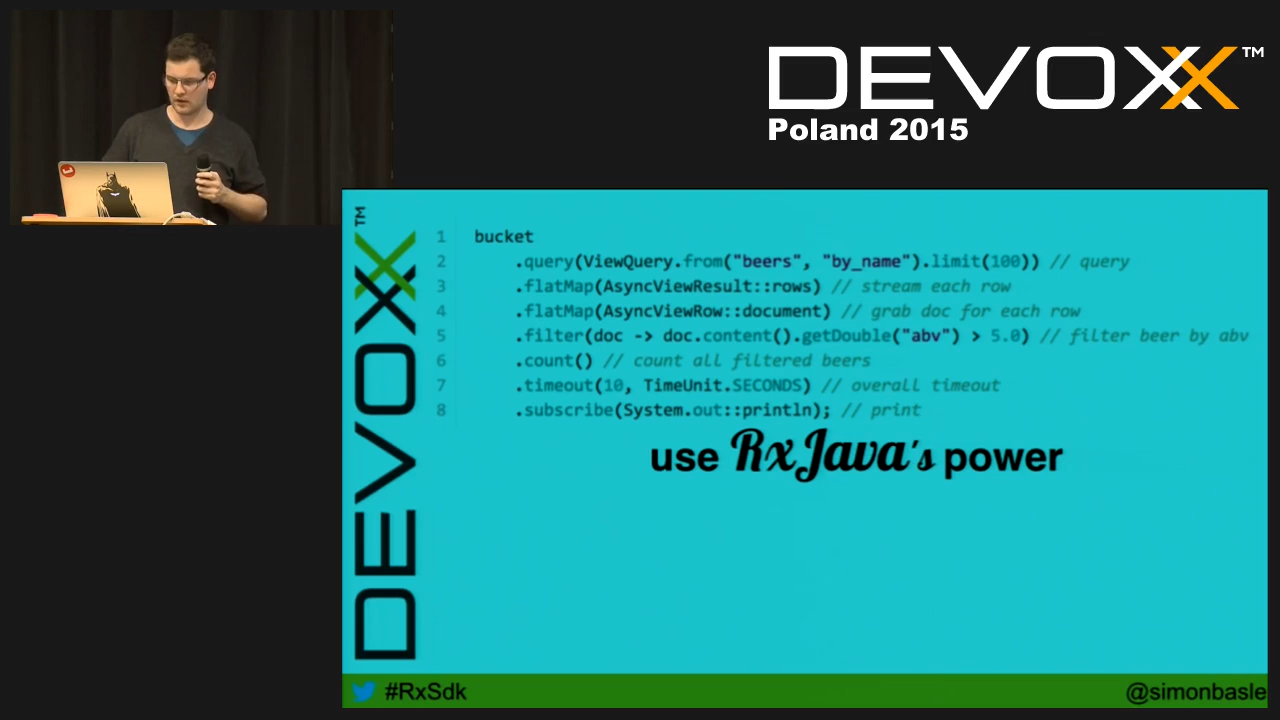 DEVOXX™
Poland 2015
DEVOXX™
1 bucket
2 .query(ViewQuery.from("beers", "by_name").limit(100)) // query
3 .flatMap(AsyncViewResult::rows) // stream each row
4 .flatMap(AsyncViewRow::document) // grab doc for each row
5 .filter(doc -> doc.content().getDouble("abv") > 5.0) // filter beer by abv
6 .count() // count all filtered beers
7 .timeout(10, TimeUnit.SECONDS) // overall timeout
8 .subscribe(System.out::println); // print
use RxJava's power
#RxSdk
@simonbasle